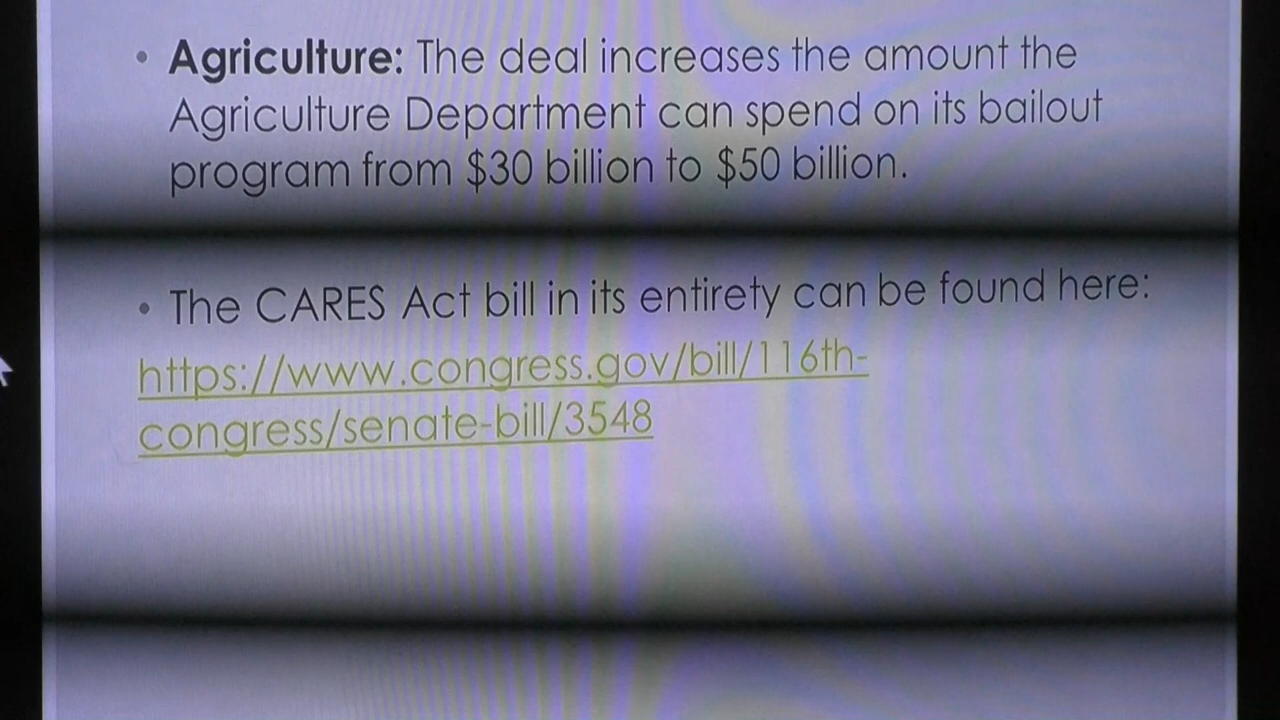 • Agriculture: The deal increases the amount the
Agriculture Department can spend on its bailout
program from $30 billion to $50 billion.
• The CARES Act bill in its entirety can be found here:
https://www.congress.gov/bill/116th-
congress/senate-bill/3548